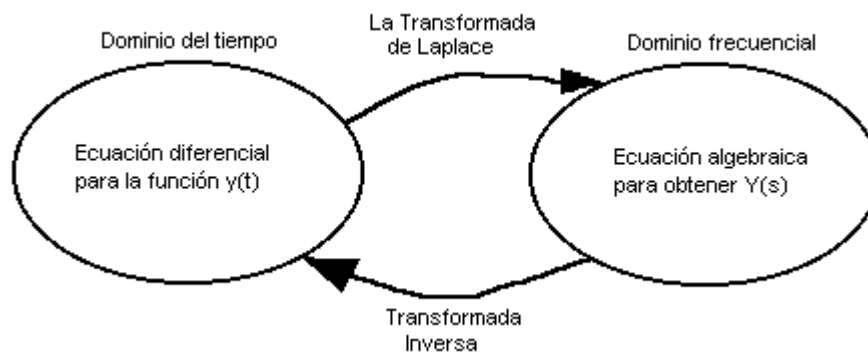 La Transformada
de Laplace
Dominio del tiempo
Dominio frecuencial
Ecuación diferencial
para la función y(t)
Ecuación algebraica
para obtener Y(s)
Transformada
Inversa